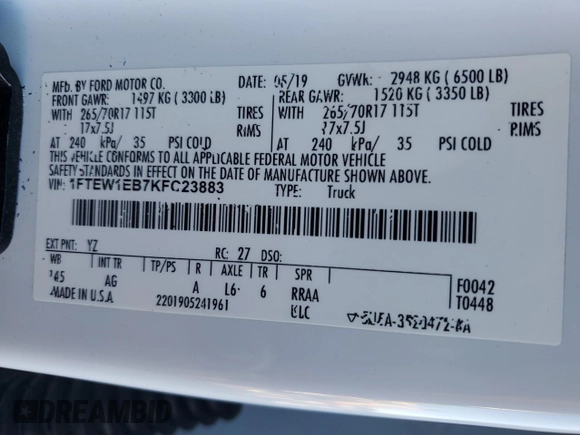 MFD. BY FORD MOTOR CO. DATE: 05/19 GVWR: 2948 KG ( 6500 LB)
FRONT GAWR: 1497 KG ( 3300 LB) REAR GAWR: 1520 KG ( 3350 LB)
WITH 265/70R17 115T TIRES WITH 265/70R17 115T TIRES
17x7.5J RIMS 17x7.5J RIMS
AT 240 kPa/ 35 PSI COLD AT 240 kPa/ 35 PSI COLD
THIS VEHICLE CONFORMS TO ALL APPLICABLE FEDERAL MOTOR VEHICLE
SAFETY STANDARDS IN EFFECT ON THE DATE OF MANUFACTURE SHOWN ABOVE.
VIN: 1FTEW1EB7KFC23883 TYPE: Truck
EXT PNT: YZ RC: 27 DSO:
WB INT TR TP/PS R AXLE TR SPR
145 AG A L6 6 RRAA F0042
MADE IN U.S.A. 2201905241961 T0448
DREAMBID